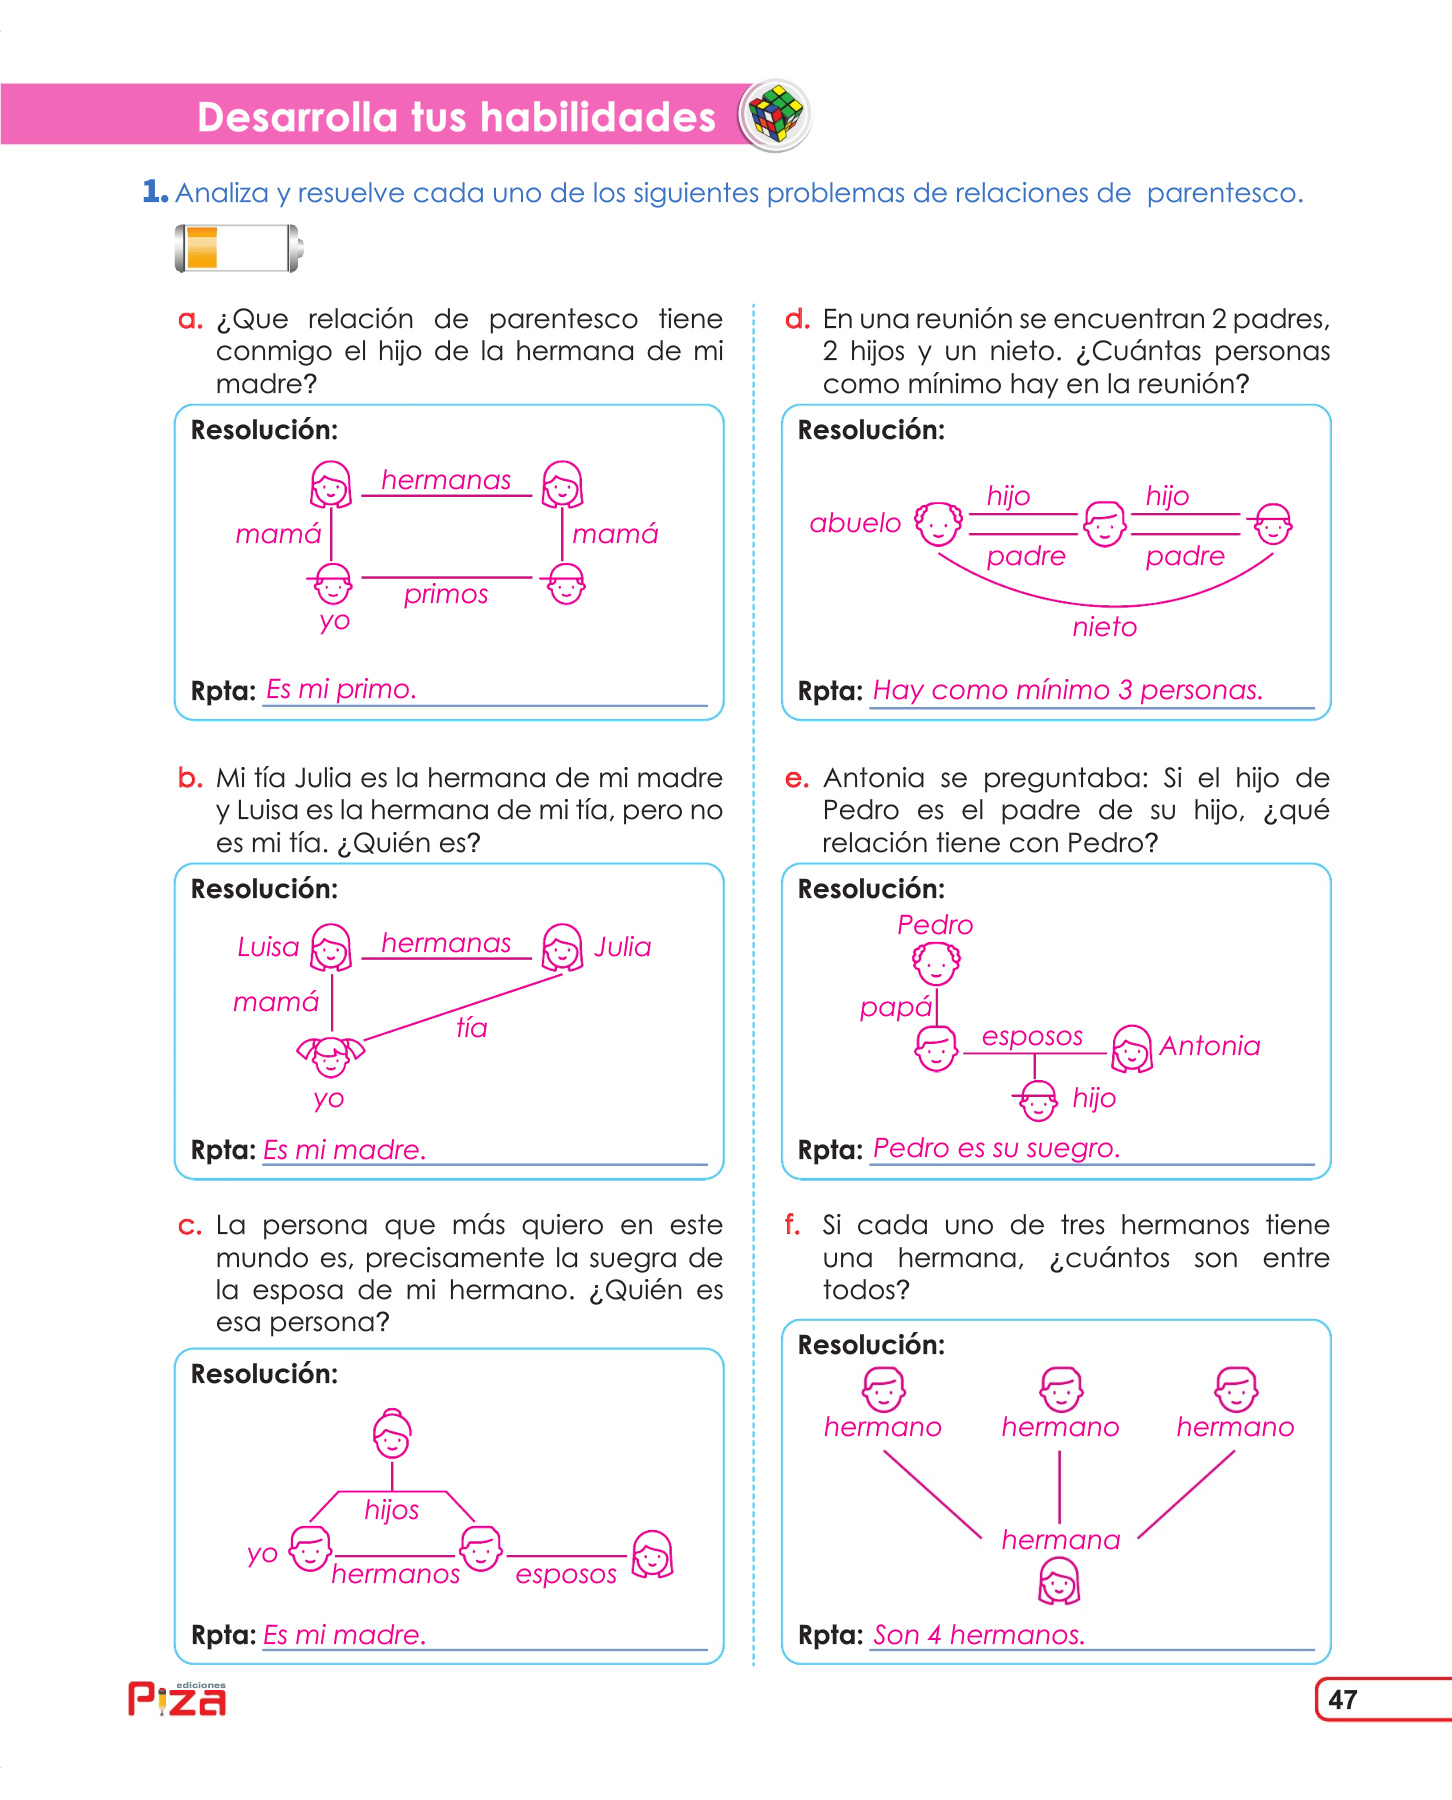 Desarrolla tus habilidades
1. Analiza y resuelve cada uno de los siguientes problemas de relaciones de parentesco.
a. ¿Que relación de parentesco tiene
conmigo el hijo de la hermana de mi
madre?
Resolución:
hermanas
mamá
mamá
primos
yo
Rpta: Es mi primo.
b. Mi tía Julia es la hermana de mi madre
y Luisa es la hermana de mi tía, pero no
es mi tía. ¿Quién es?
Resolución:
Luisa
hermanas
Julia
mamá
tía
yo
Rpta: Es mi madre.
c. La persona que más quiero en este
mundo es, precisamente la suegra de
la esposa de mi hermano. ¿Quién es
esa persona?
Resolución:
hijos
yo
hermanos
esposos
Rpta: Es mi madre.
d. En una reunión se encuentran 2 padres,
2 hijos y un nieto. ¿Cuántas personas
como mínimo hay en la reunión?
Resolución:
hijo
hijo
abuelo
padre
padre
nieto
Rpta: Hay como mínimo 3 personas.
e. Antonia se preguntaba: Si el hijo de
Pedro es el padre de su hijo, ¿qué
relación tiene con Pedro?
Resolución:
Pedro
papá
esposos
Antonia
hijo
Rpta: Pedro es su suegro.
f. Si cada uno de tres hermanos tiene
una hermana, ¿cuántos son entre
todos?
Resolución:
hermano
hermano
hermano
hermana
Rpta: Son 4 hermanos.
ediciones
Piza
47